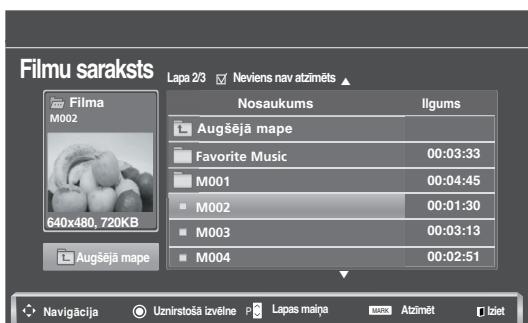 Filmu saraksts
Lapa 2/3 Neviens nav atzīmēts
Filma
M002
640x480, 720KB
Augšējā mape
Nosaukums Ilgums
Augšējā mape
Favorite Music 00:03:33
M001 00:04:45
M002 00:01:30
M003 00:03:13
M004 00:02:51
Navigācija Uznirstošā izvēlne P Lapas maiņa MARK Atzīmēt Iziet